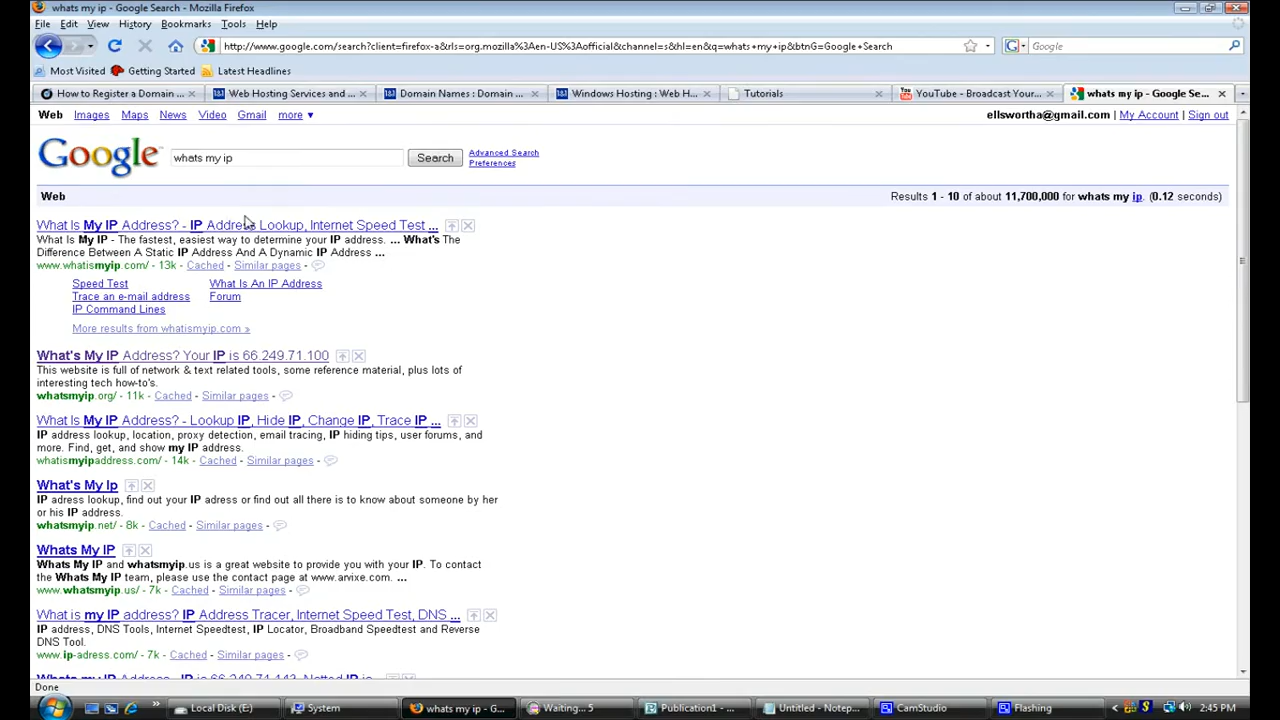 whats my ip - Google Search - Mozilla Firefox
File Edit View History Bookmarks Tools Help
http://www.google.com/search?client=firefox-a&rls=org.mozilla%3Aen-US%3Aofficial&channel=s&hl=en&q=whats+my+ip&btnG=Google+Search Google
Most Visited Getting Started Latest Headlines
How to Register a Domain ... Web Hosting Services and ... Domain Names : Domain ... Windows Hosting : Web H... Tutorials YouTube - Broadcast Your... whats my ip - Google Se...
Web Images Maps News Video Gmail more ▼ ellswortha@gmail.com | My Account | Sign out
Google whats my ip Search Advanced Search
Preferences
Web Results 1 - 10 of about 11,700,000 for whats my ip. (0.12 seconds)
What Is My IP Address? - IP Address Lookup, Internet Speed Test ...
What Is My IP - The fastest, easiest way to determine your IP address. ... What's The
Difference Between A Static IP Address And A Dynamic IP Address ...
www.whatismyip.com/ - 13k - Cached - Similar pages -
Speed Test What Is An IP Address
Trace an e-mail address Forum
IP Command Lines
More results from whatismyip.com »
What's My IP Address? Your IP is 66.249.71.100
This website is full of network & text related tools, some reference material, plus lots of
interesting tech how-to's.
whatsmyip.org/ - 11k - Cached - Similar pages -
What Is My IP Address? - Lookup IP, Hide IP, Change IP, Trace IP ...
IP address lookup, location, proxy detection, email tracing, IP hiding tips, user forums, and
more. Find, get, and show my IP address.
whatismyipaddress.com/ - 14k - Cached - Similar pages -
What's My Ip
IP adress lookup, find out your IP adress or find out all there is to know about someone by her
or his IP address.
whatsmyip.net/ - 8k - Cached - Similar pages -
Whats My IP
Whats My IP and whatsmyip.us is a great website to provide you with your IP. To contact
the Whats My IP team, please use the contact page at www.arvixe.com. ...
www.whatsmyip.us/ - 7k - Cached - Similar pages -
What is my IP address? IP Address Tracer, Internet Speed Test, DNS ...
IP address, DNS Tools, Internet Speedtest, IP Locator, Broadband Speedtest and Reverse
DNS Tool.
www.ip-adress.com/ - 7k - Cached - Similar pages -
Whats my IP Address - IP is 66.249.71.143, Natted IP is
Done
Local Disk (E:) System whats my ip - G... Waiting... 5 Publication1 - ... Untitled - Notep... CamStudio Flashing 2:45 PM